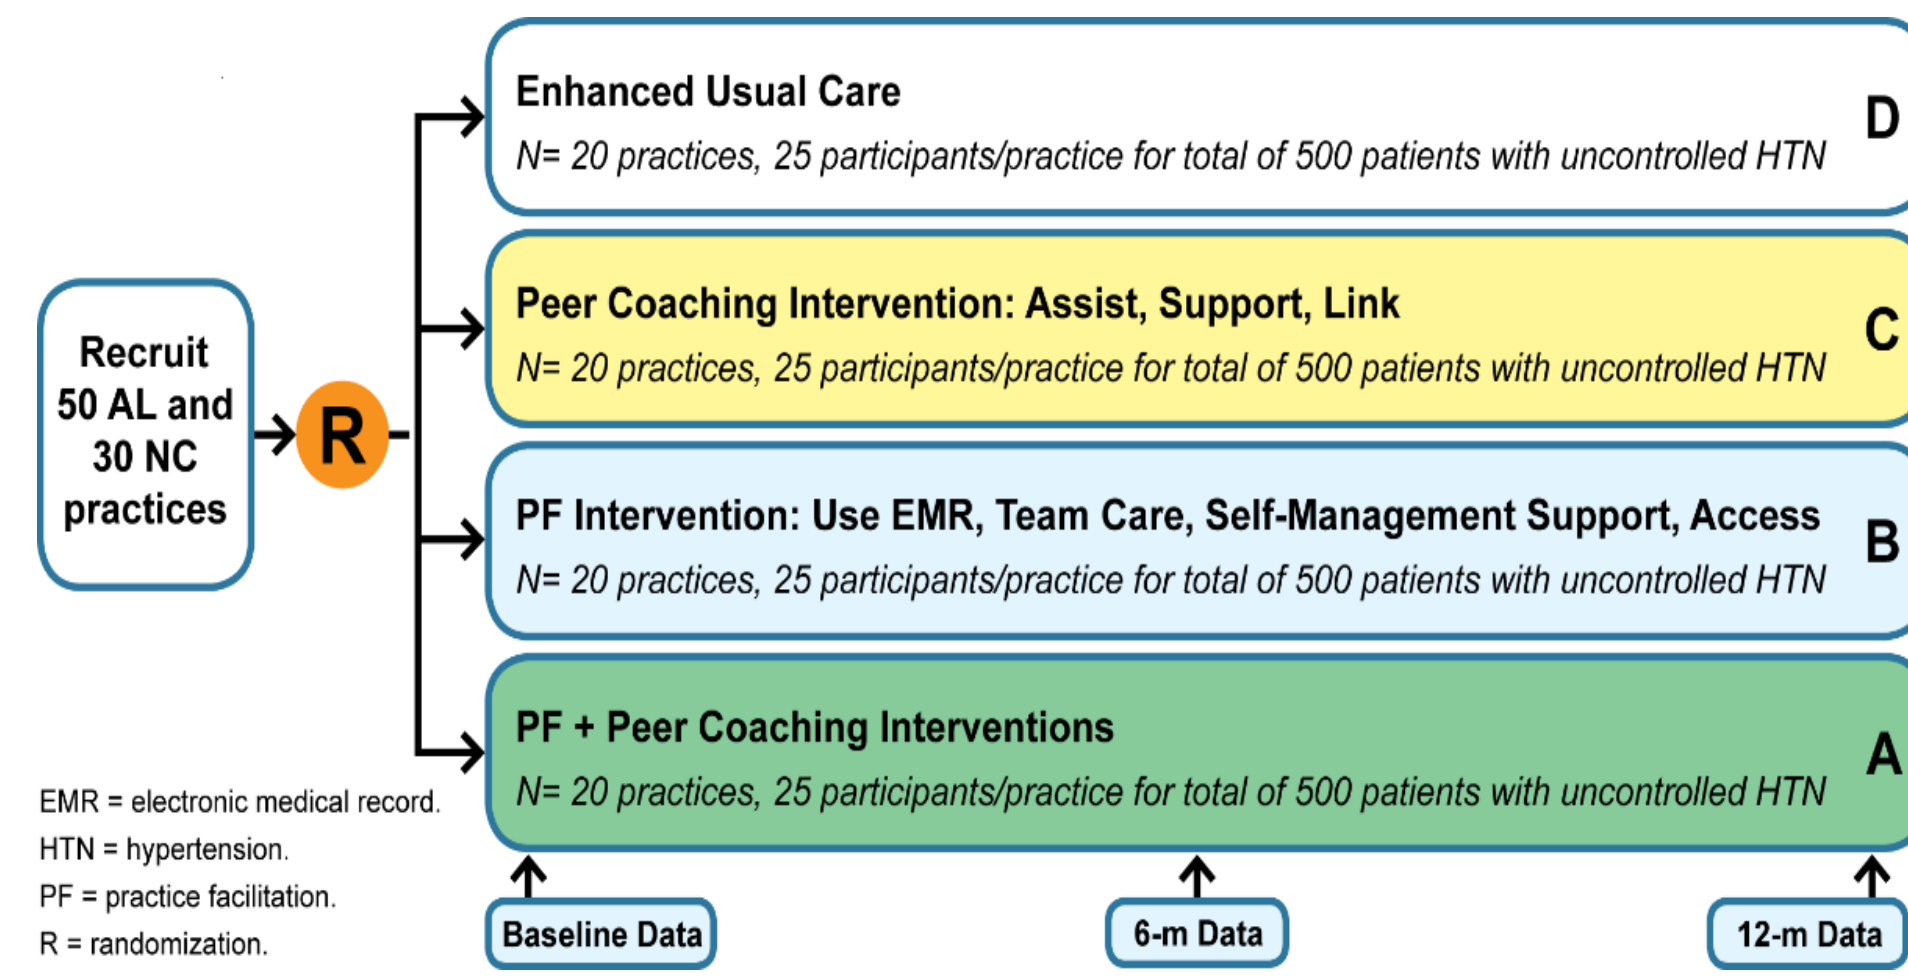 Enhanced Usual Care
N= 20 practices, 25 participants/practice for total of 500 patients with uncontrolled HTN
D
Peer Coaching Intervention: Assist, Support, Link
N= 20 practices, 25 participants/practice for total of 500 patients with uncontrolled HTN
C
Recruit
50 AL and
30 NC
practices
R
PF Intervention: Use EMR, Team Care, Self-Management Support, Access
N= 20 practices, 25 participants/practice for total of 500 patients with uncontrolled HTN
B
PF + Peer Coaching Interventions
N= 20 practices, 25 participants/practice for total of 500 patients with uncontrolled HTN
A
EMR = electronic medical record.
HTN = hypertension.
PF = practice facilitation.
R = randomization.
Baseline Data
6-m Data
12-m Data